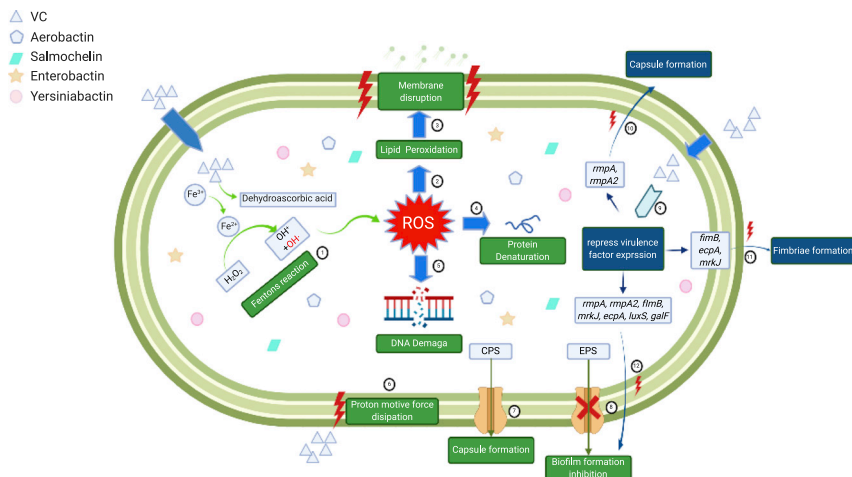 VC
Aerobactin
Salmochelin
Enterobactin
Yersiniabactin
Membrane
disruption
3
Lipid Peroxidation
2
ROS
4
Protein
Denaturation
5
DNA Demaga
Dehydroascorbic acid
Fe³⁺
Fe²⁺
H₂O₂
OH⁺
+OH·
Fentons reaction
1
Capsule formation
10
rmpA,
rmpA2
9
repress virulence
factor exprssion
fimB,
ecpA,
mrkJ
11
Fimbriae formation
rmpA, rmpA2, fImB,
mrkJ, ecpA, luxS, galF
12
CPS
EPS
6
Proton motive force
disipation
7
8
Capsule formation
Biofilm formation
inhibition